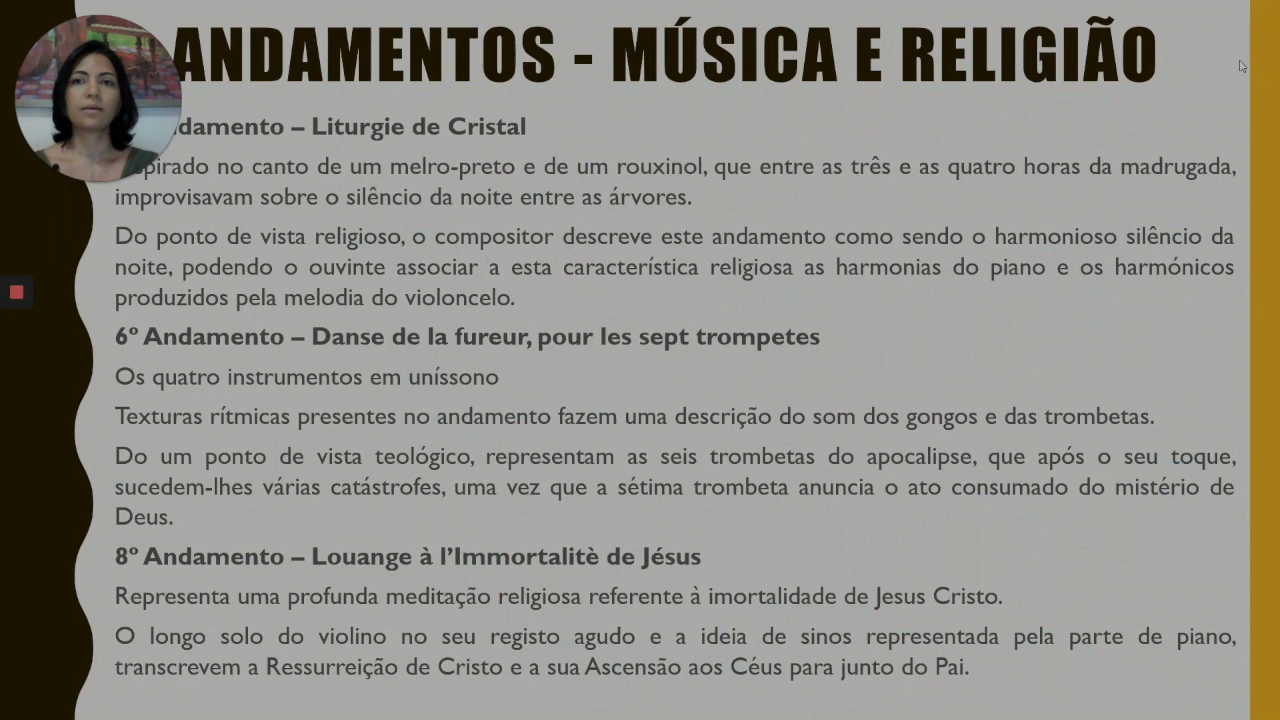 ANDAMENTOS - MÚSICA E RELIGIÃO
ndamento – Liturgie de Cristal
spirado no canto de um melro-preto e de um rouxinol, que entre as três e as quatro horas da madrugada,
improvisavam sobre o silêncio da noite entre as árvores.
Do ponto de vista religioso, o compositor descreve este andamento como sendo o harmonioso silêncio da
noite, podendo o ouvinte associar a esta característica religiosa as harmonias do piano e os harmónicos
produzidos pela melodia do violoncelo.
6º Andamento – Danse de la fureur, pour les sept trompetes
Os quatro instrumentos em uníssono
Texturas rítmicas presentes no andamento fazem uma descrição do som dos gongos e das trombetas.
Do um ponto de vista teológico, representam as seis trombetas do apocalipse, que após o seu toque,
sucedem-lhes várias catástrofes, uma vez que a sétima trombeta anuncia o ato consumado do mistério de
Deus.
8º Andamento – Louange à l’Immortalitè de Jésus
Representa uma profunda meditação religiosa referente à imortalidade de Jesus Cristo.
O longo solo do violino no seu registo agudo e a ideia de sinos representada pela parte de piano,
transcrevem a Ressurreição de Cristo e a sua Ascensão aos Céus para junto do Pai.